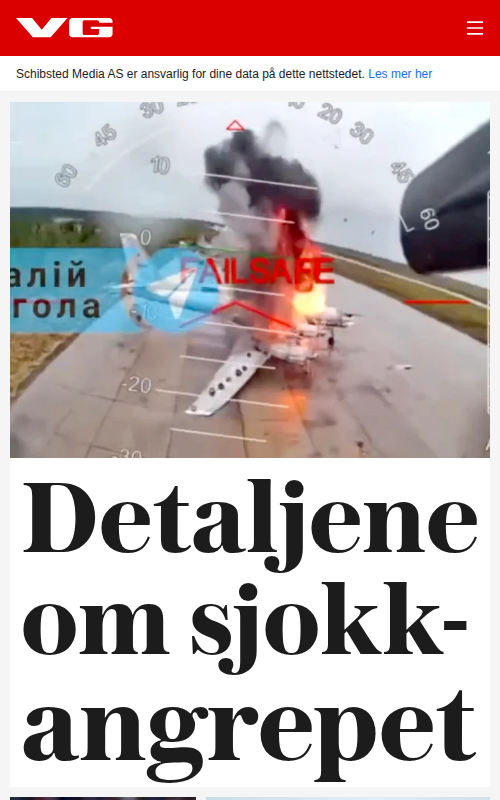 VG
Schibsted Media AS er ansvarlig for dine data på dette nettstedet. Les mer her
30
20
30
45
45
60
60
10
0
FAILSAFE
алій
гола
-10
-20
-30
Detaljene
om sjokk-
angrepet